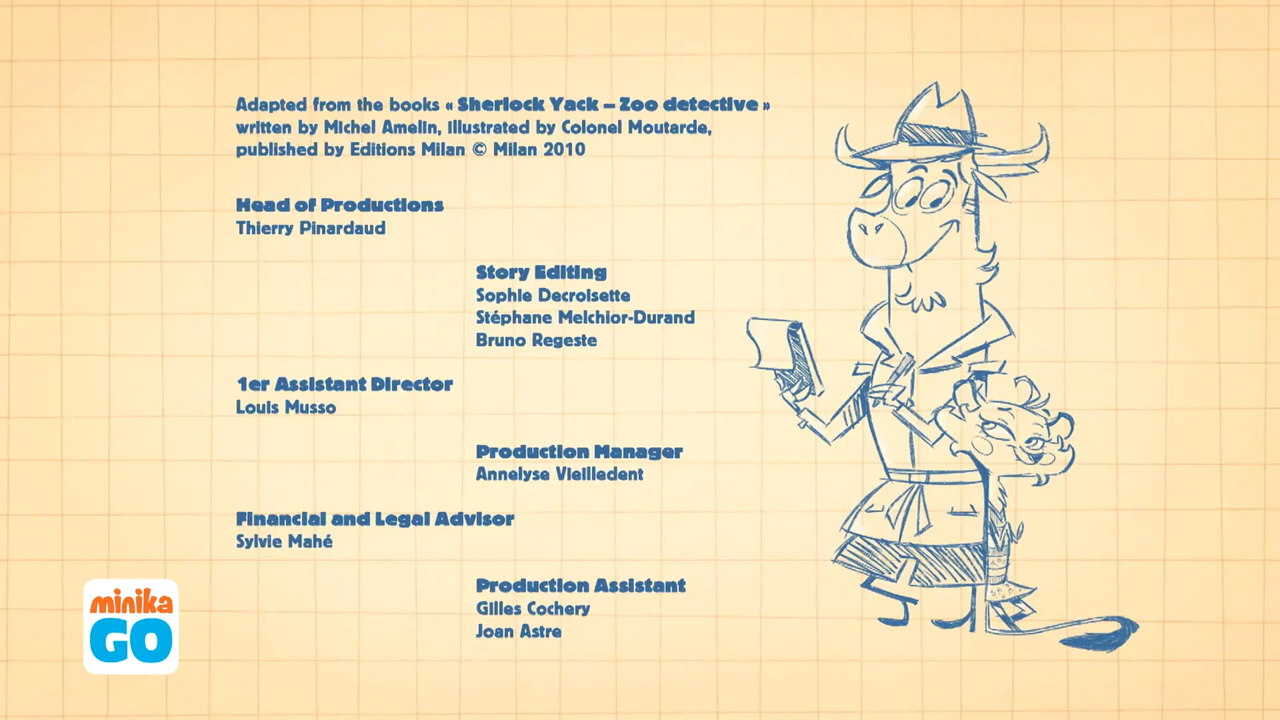 Adapted from the books « Sherlock Yack – Zoo detective »
written by Michel Amelin, illustrated by Colonel Moutarde,
published by Editions Milan © Milan 2010
Head of Productions
Thierry Pinardaud
Story Editing
Sophie Decroisette
Stéphane Melchior-Durand
Bruno Regeste
1er Assistant Director
Louis Musso
Production Manager
Annelyse Vieilledent
Financial and Legal Advisor
Sylvie Mahé
Production Assistant
Gilles Cochery
Joan Astre
minika
GO